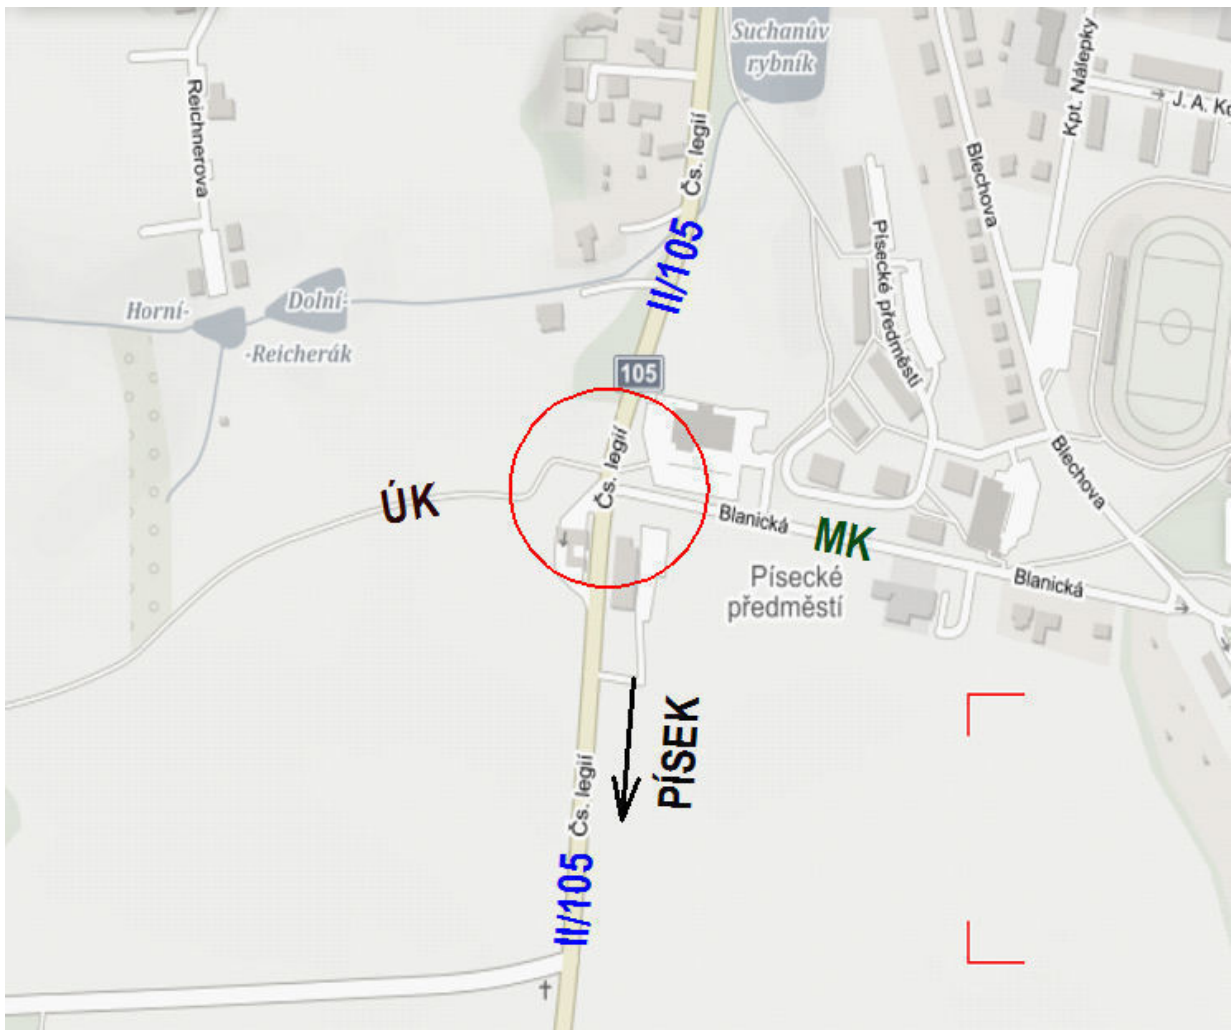 Suchanův
rybník
Kpt. Nálepky
J. A. Ko
Reichnerova
Čs. legií
Blechova
Písecké předměstí
II/105
Horní-
Dolní-
-Reicherák
105
Čs. legií
Blechova
ÚK
Blanická
MK
Písecké
předměstí
Blanická
PÍSEK
Čs. legií
II/105